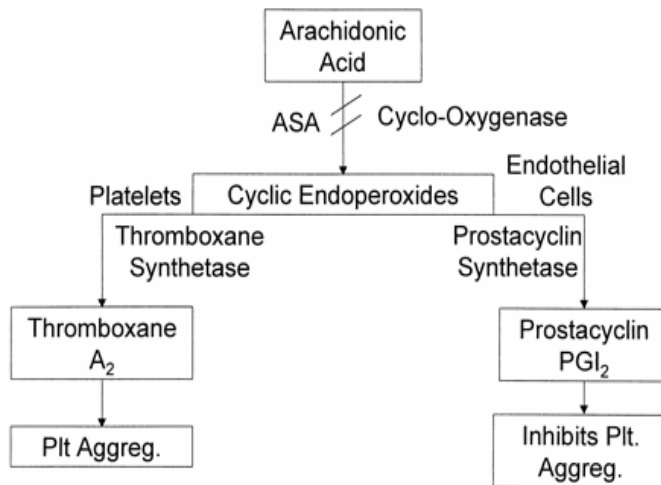 Arachidonic
Acid
ASA
Cyclo-Oxygenase
Platelets
Cyclic Endoperoxides
Endothelial
Cells
Thromboxane
Synthetase
Prostacyclin
Synthetase
Thromboxane
A₂
Prostacyclin
PGI₂
Plt Aggreg.
Inhibits Plt.
Aggreg.